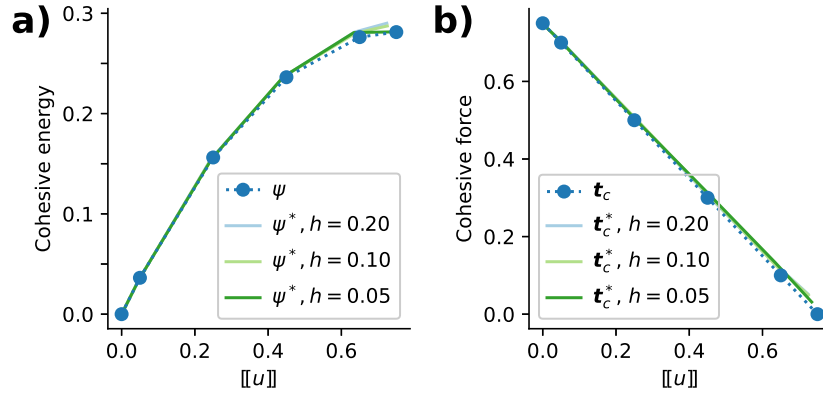 a)
Cohesive energy
0.3
0.2
0.1
0.0
0.0 0.2 0.4 0.6
⟦u⟧
ψ
ψ*, h = 0.20
ψ*, h = 0.10
ψ*, h = 0.05
b)
Cohesive force
0.6
0.4
0.2
0.0
0.0 0.2 0.4 0.6
⟦u⟧
t_c
t_c*, h = 0.20
t_c*, h = 0.10
t_c*, h = 0.05